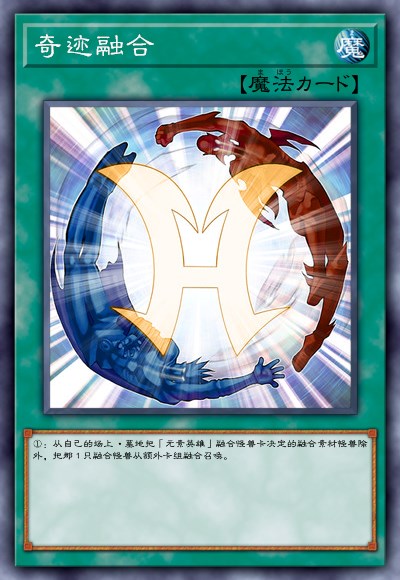 奇迹融合
魔
【魔法カード】
ま ほう
①：从自己的场上·墓地把「元素英雄」融合怪兽卡决定的融合素材怪兽除
外，把那１只融合怪兽从额外卡组融合召唤。